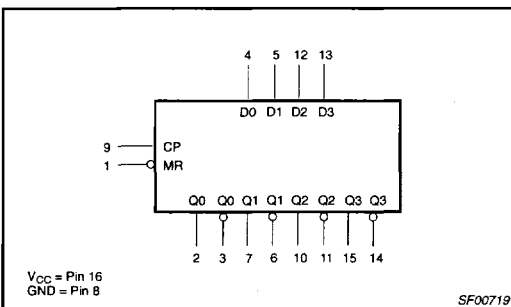 4 5 12 13
D0 D1 D2 D3
9 CP
1 MR
Q0 Q0 Q1 Q1 Q2 Q2 Q3 Q3
2 3 7 6 10 11 15 14
VCC = Pin 16
GND = Pin 8
SF00719